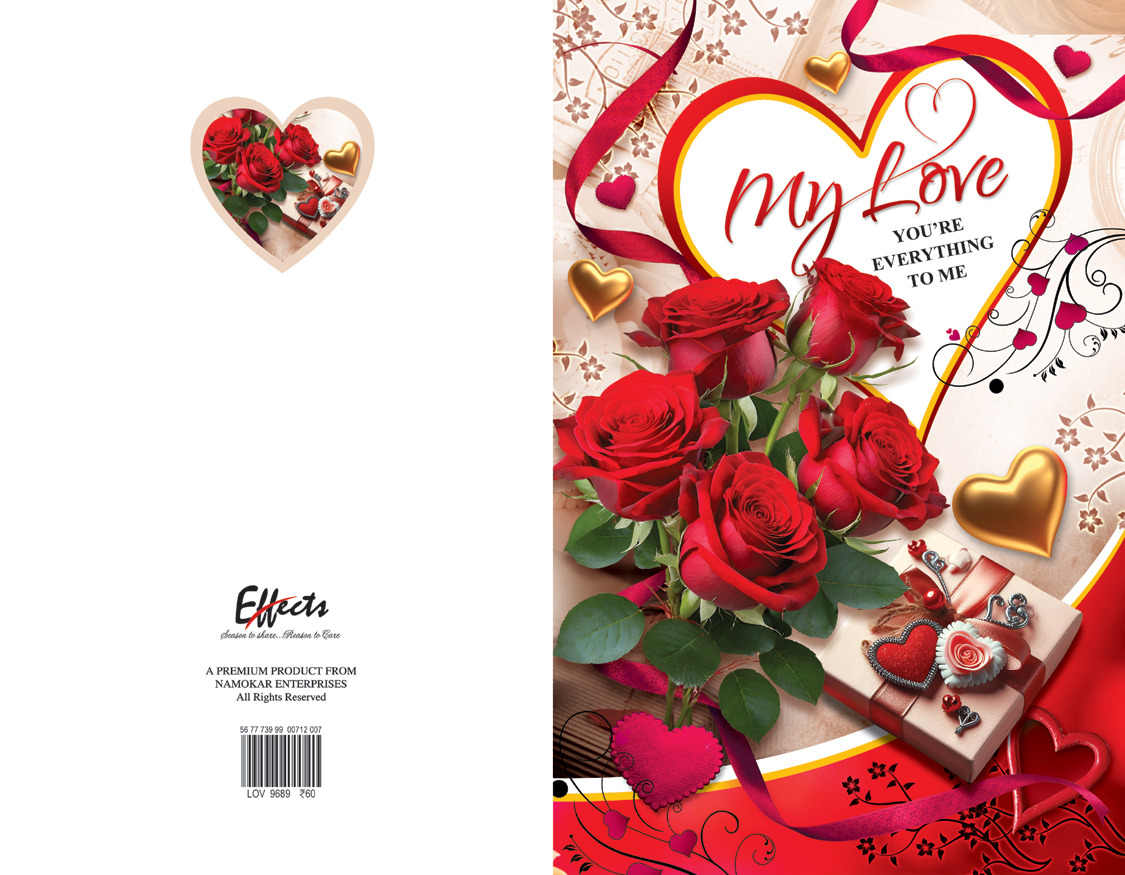 My Love
YOU'RE
EVERYTHING
TO ME
Effects
Season to share...Reason to Care
A PREMIUM PRODUCT FROM
NAMOKAR ENTERPRISES
All Rights Reserved
56 77 739 99 00712 007
LOV 9689 ₹60